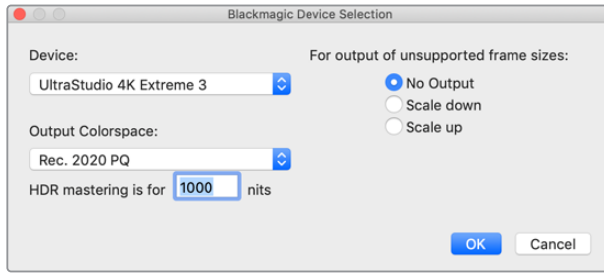 Blackmagic Device Selection
Device:
UltraStudio 4K Extreme 3
Output Colorspace:
Rec. 2020 PQ
HDR mastering is for 1000 nits
For output of unsupported frame sizes:
No Output
Scale down
Scale up
OK Cancel